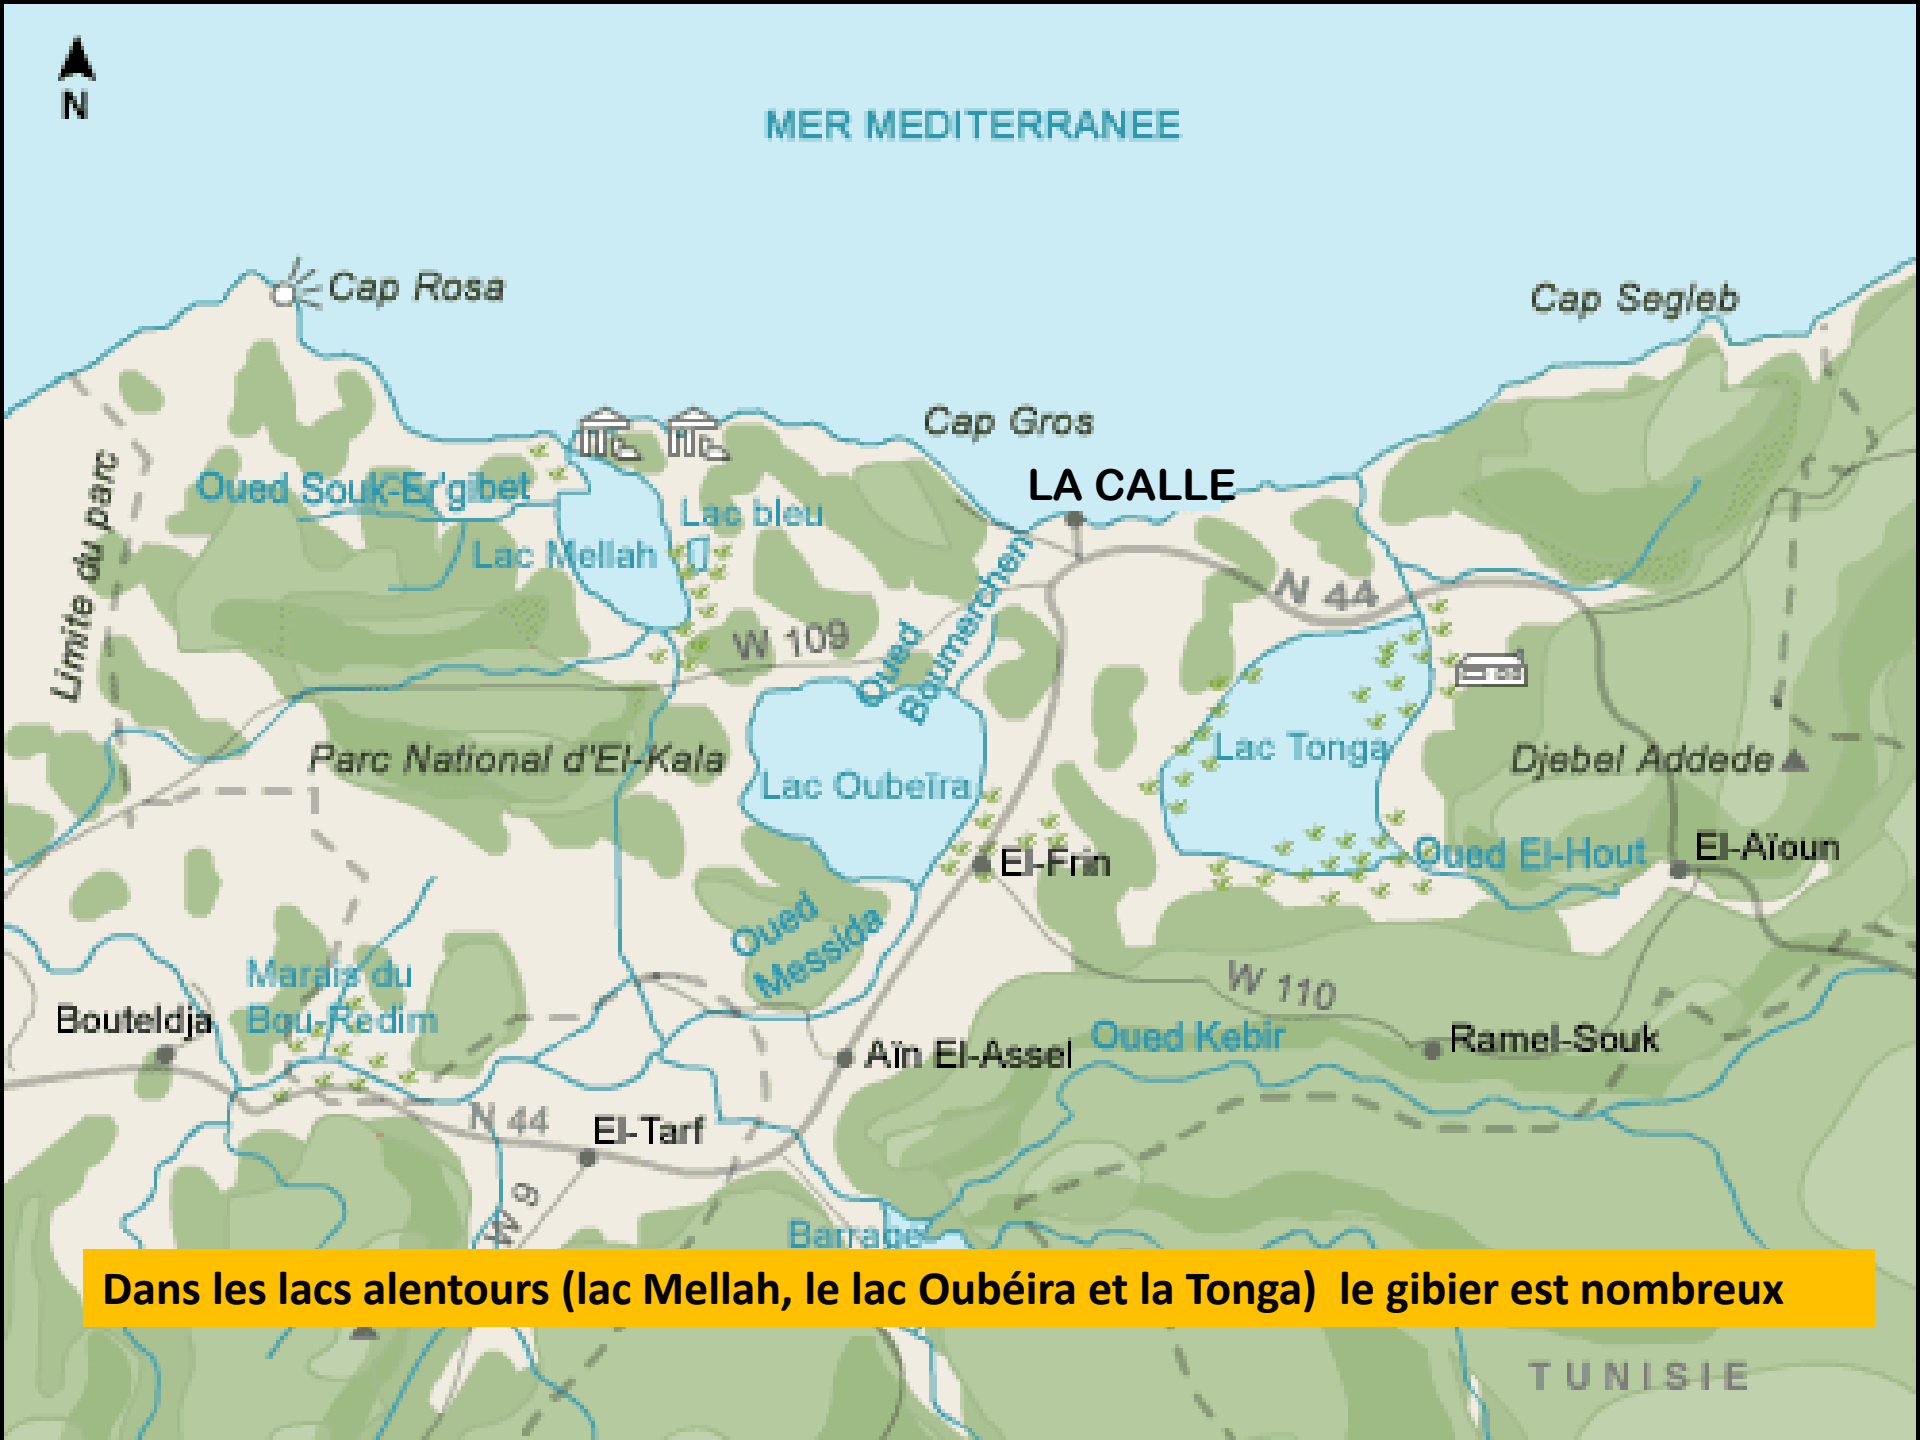 N
MER MEDITERRANEE
Cap Rosa
Cap Segleb
Cap Gros
LA CALLE
Oued Souk-Er'gibet
Lac bleu
Lac Mellah
Limite du parc
N 44
W 109
Oued
Boumerchen
Parc National d'El-Kala
Lac Oubeïra
Lac Tonga
Djebel Addede
El-Frin
Oued El-Hout
El-Aïoun
Oued
Messida
Marais du
Bou-Redim
Bouteldja
W 110
Aïn El-Assel
Oued Kebir
Ramel-Souk
N 44
El-Tarf
W 9
Barrage
Dans les lacs alentours (lac Mellah, le lac Oubéira et la Tonga)  le gibier est nombreux
TUNISIE